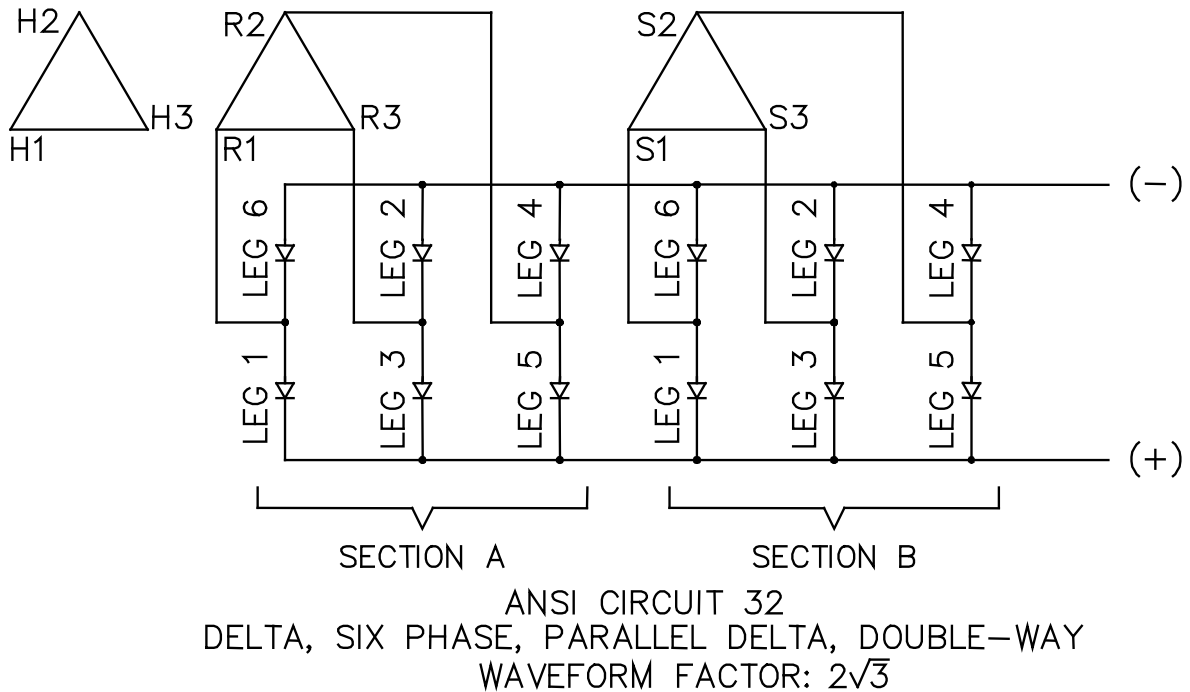 H2
H1
H3
R2
R1
R3
S2
S1
S3
(-)
LEG 6
LEG 2
LEG 4
LEG 6
LEG 2
LEG 4
LEG 1
LEG 3
LEG 5
LEG 1
LEG 3
LEG 5
(+)
SECTION A
SECTION B
ANSI CIRCUIT 32
DELTA, SIX PHASE, PARALLEL DELTA, DOUBLE-WAY
WAVEFORM FACTOR: 2√3